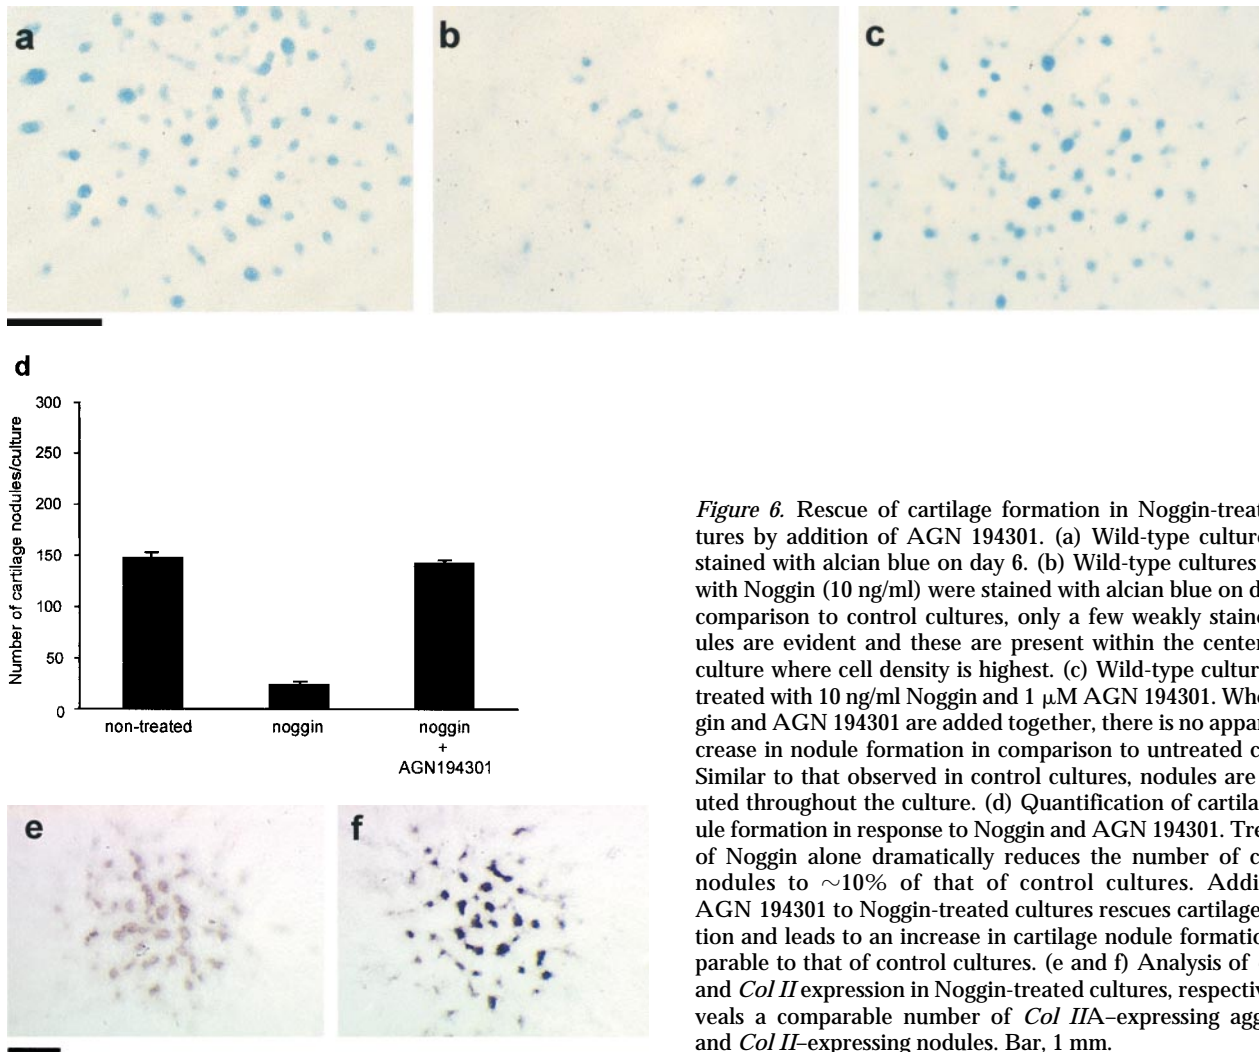 a
b
c
d
300
250
200
150
100
50
0
Number of cartilage nodules/culture
non-treated
noggin
noggin
+
AGN194301
e
f
Figure 6. Rescue of cartilage formation in Noggin-treat
tures by addition of AGN 194301. (a) Wild-type culture
stained with alcian blue on day 6. (b) Wild-type cultures
with Noggin (10 ng/ml) were stained with alcian blue on d
comparison to control cultures, only a few weakly staine
ules are evident and these are present within the center
culture where cell density is highest. (c) Wild-type cultur
treated with 10 ng/ml Noggin and 1 μM AGN 194301. Whe
gin and AGN 194301 are added together, there is no appar
crease in nodule formation in comparison to untreated c
Similar to that observed in control cultures, nodules are
uted throughout the culture. (d) Quantification of cartila
ule formation in response to Noggin and AGN 194301. Tre
of Noggin alone dramatically reduces the number of c
nodules to ~10% of that of control cultures. Addi
AGN 194301 to Noggin-treated cultures rescues cartilage
tion and leads to an increase in cartilage nodule formatio
parable to that of control cultures. (e and f) Analysis of
and Col II expression in Noggin-treated cultures, respectiv
veals a comparable number of Col IIA–expressing agg
and Col II–expressing nodules. Bar, 1 mm.